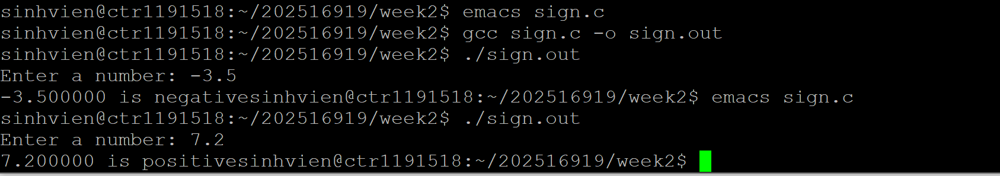 sinhvien@ctr1191518:~/202516919/week2$ emacs sign.c
sinhvien@ctr1191518:~/202516919/week2$ gcc sign.c -o sign.out
sinhvien@ctr1191518:~/202516919/week2$ ./sign.out
Enter a number: -3.5
-3.500000 is negativesinhvien@ctr1191518:~/202516919/week2$ emacs sign.c
sinhvien@ctr1191518:~/202516919/week2$ ./sign.out
Enter a number: 7.2
7.200000 is positivesinhvien@ctr1191518:~/202516919/week2$